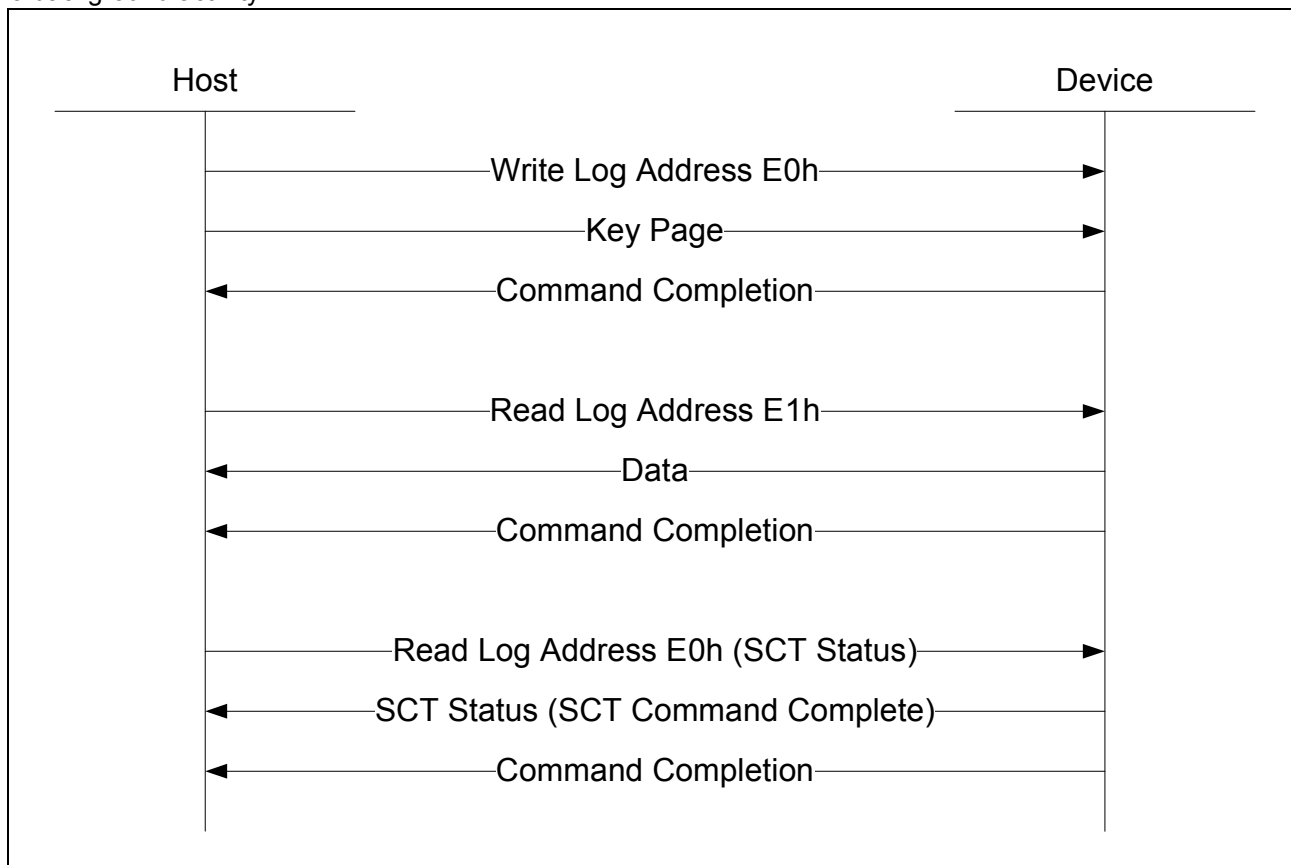 Host Device
Write Log Address E0h
Key Page
Command Completion
Read Log Address E1h
Data
Command Completion
Read Log Address E0h (SCT Status)
SCT Status (SCT Command Complete)
Command Completion